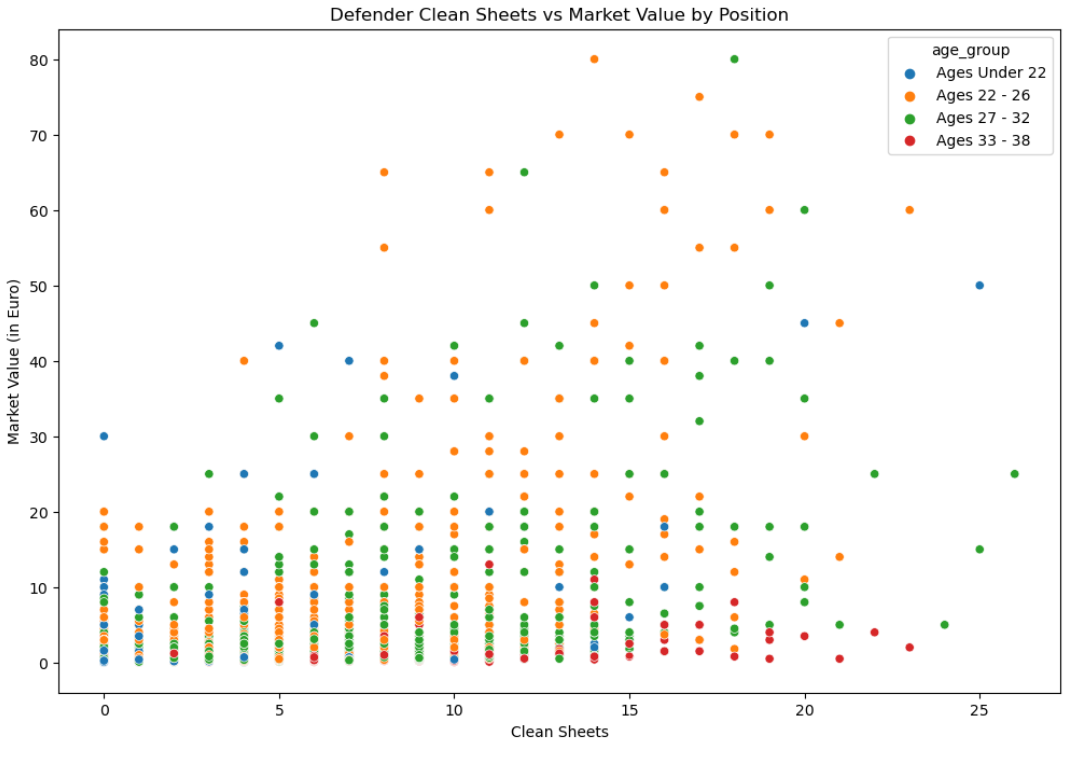 Defender Clean Sheets vs Market Value by Position
age_group
Ages Under 22
Ages 22 - 26
Ages 27 - 32
Ages 33 - 38
Market Value (in Euro)
80
70
60
50
40
30
20
10
0
0 5 10 15 20 25
Clean Sheets